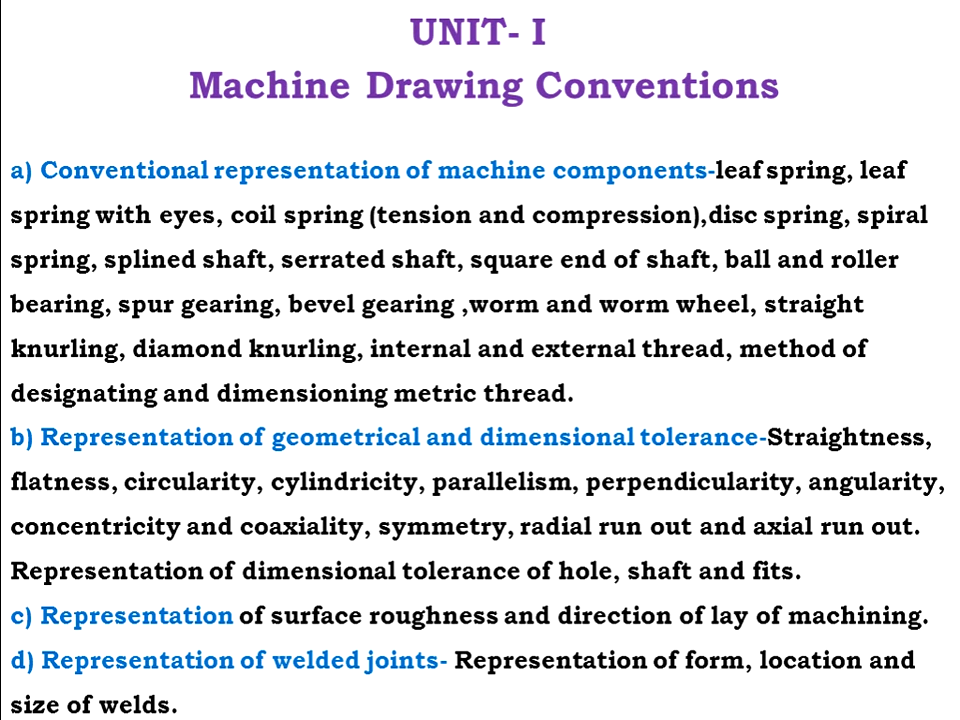 UNIT- I
Machine Drawing Conventions
a) Conventional representation of machine components-leaf spring, leaf
spring with eyes, coil spring (tension and compression),disc spring, spiral
spring, splined shaft, serrated shaft, square end of shaft, ball and roller
bearing, spur gearing, bevel gearing ,worm and worm wheel, straight
knurling, diamond knurling, internal and external thread, method of
designating and dimensioning metric thread.
b) Representation of geometrical and dimensional tolerance-Straightness,
flatness, circularity, cylindricity, parallelism, perpendicularity, angularity,
concentricity and coaxiality, symmetry, radial run out and axial run out.
Representation of dimensional tolerance of hole, shaft and fits.
c) Representation of surface roughness and direction of lay of machining.
d) Representation of welded joints- Representation of form, location and
size of welds.